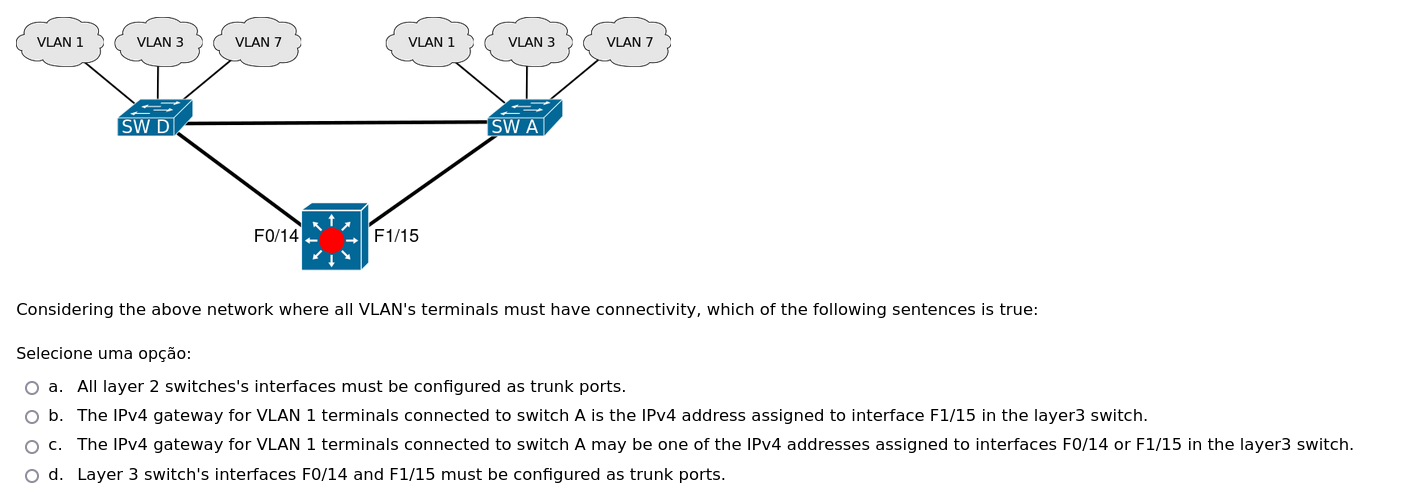 VLAN 1 VLAN 3 VLAN 7 VLAN 1 VLAN 3 VLAN 7
SW D SW A
F0/14 F1/15
Considering the above network where all VLAN's terminals must have connectivity, which of the following sentences is true:
Selecione uma opção:
a. All layer 2 switches's interfaces must be configured as trunk ports.
b. The IPv4 gateway for VLAN 1 terminals connected to switch A is the IPv4 address assigned to interface F1/15 in the layer3 switch.
c. The IPv4 gateway for VLAN 1 terminals connected to switch A may be one of the IPv4 addresses assigned to interfaces F0/14 or F1/15 in the layer3 switch.
d. Layer 3 switch's interfaces F0/14 and F1/15 must be configured as trunk ports.